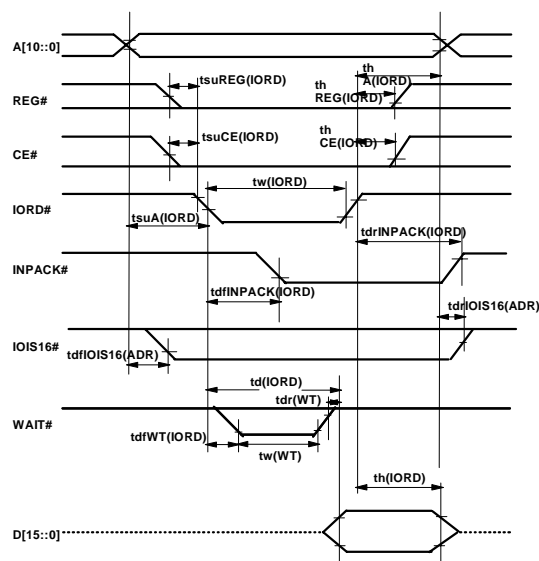 A[10::0]
th
A(IORD)
tsuREG(IORD)
th
REG(IORD)
REG#
tsuCE(IORD)
th
CE(IORD)
CE#
tw(IORD)
IORD#
tsuA(IORD)
tdrINPACK(IORD)
INPACK#
tdfINPACK(IORD)
tdrIOIS16(ADR)
IOIS16#
tdfIOIS16(ADR)
td(IORD)
tdr(WT)
WAIT#
tdfWT(IORD)
tw(WT)
th(IORD)
D[15::0]